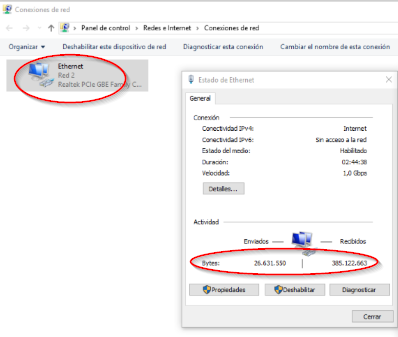 Conexiones de red
Panel de control › Redes e Internet › Conexiones de red
Organizar
Deshabilitar este dispositivo de red
Diagnosticar esta conexión
Cambiar el nombre de esta conexión
Ethernet
Red 2
Realtek PCIe GBE Family C...
Estado de Ethernet
General
Conexión
Conectividad IPv4: Internet
Conectividad IPv6: Sin acceso a la red
Estado del medio: Habilitado
Duración: 02:44:38
Velocidad: 1,0 Gbps
Detalles...
Actividad
Enviados — Recibidos
Bytes: 26.631.550 | 385.122.663
Propiedades
Deshabilitar
Diagnosticar
Cerrar